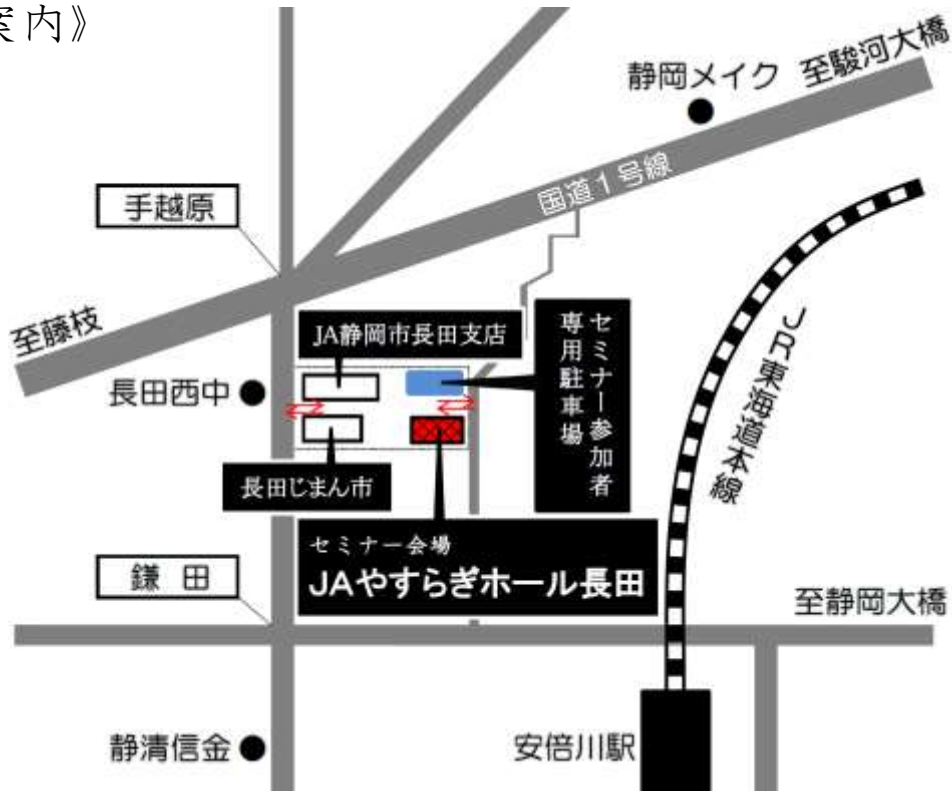 案内》
静岡メイク
至駿河大橋
国道1号線
手越原
至藤枝
JA静岡市長田支店
セミナー参加者
専用駐車場
長田西中
JR東海道本線
長田じまん市
セミナー会場
JAやすらぎホール長田
鎌田
至静岡大橋
静清信金
安倍川駅